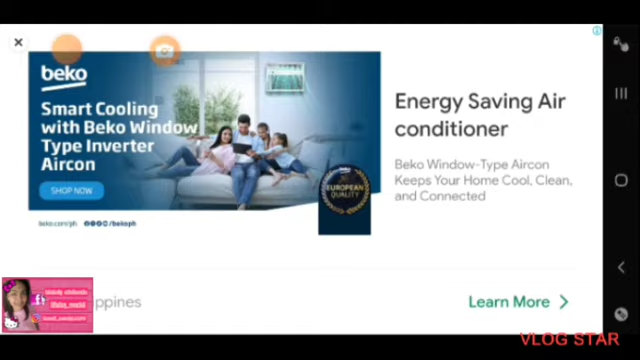 beko
Smart Cooling
with Beko Window
Type Inverter
Aircon
SHOP NOW
beko.com/ph
/bekoph
beko
EUROPEAN
QUALITY
Energy Saving Air
conditioner
Beko Window-Type Aircon
Keeps Your Home Cool, Clean,
and Connected
ppines
Learn More
VLOG STAR